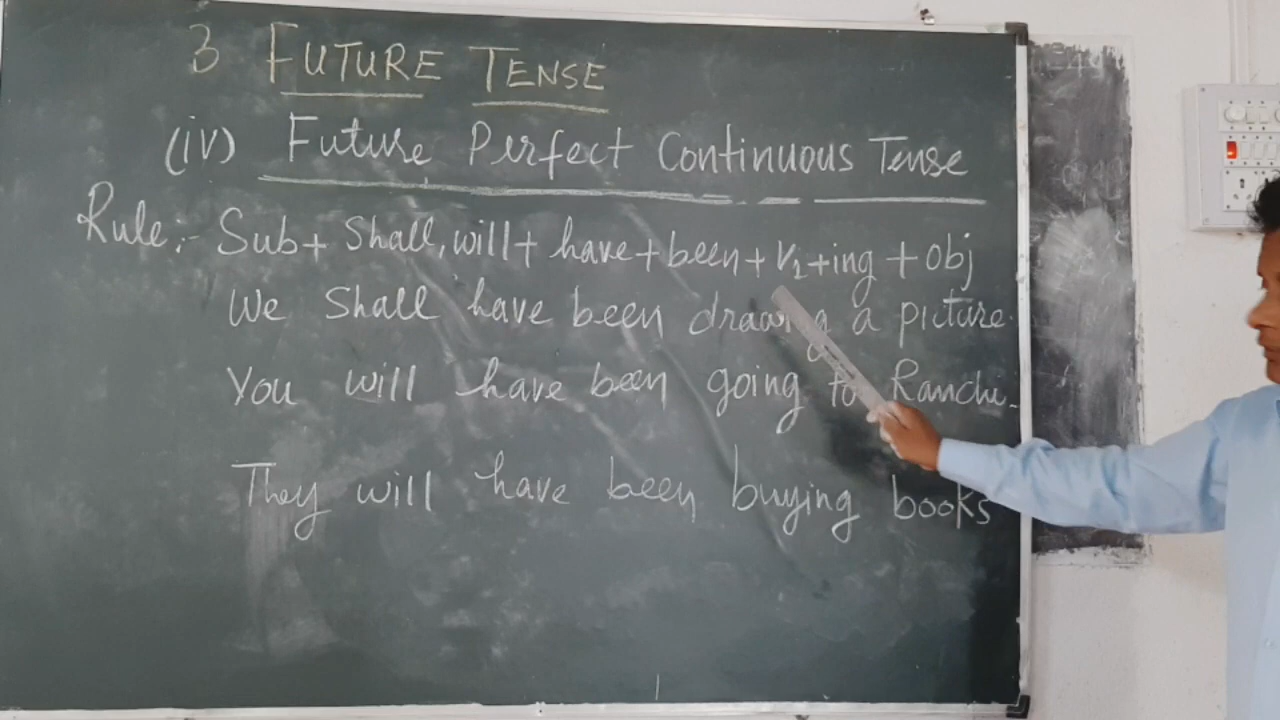 3 FUTURE TENSE
(iv) Future Perfect Continuous Tense
Rule:- Sub+ Shall, will+ have+been+ V1+ing + obj
We Shall have been drawing a picture.
You will have been going to Ranchi.
They will have been buying books